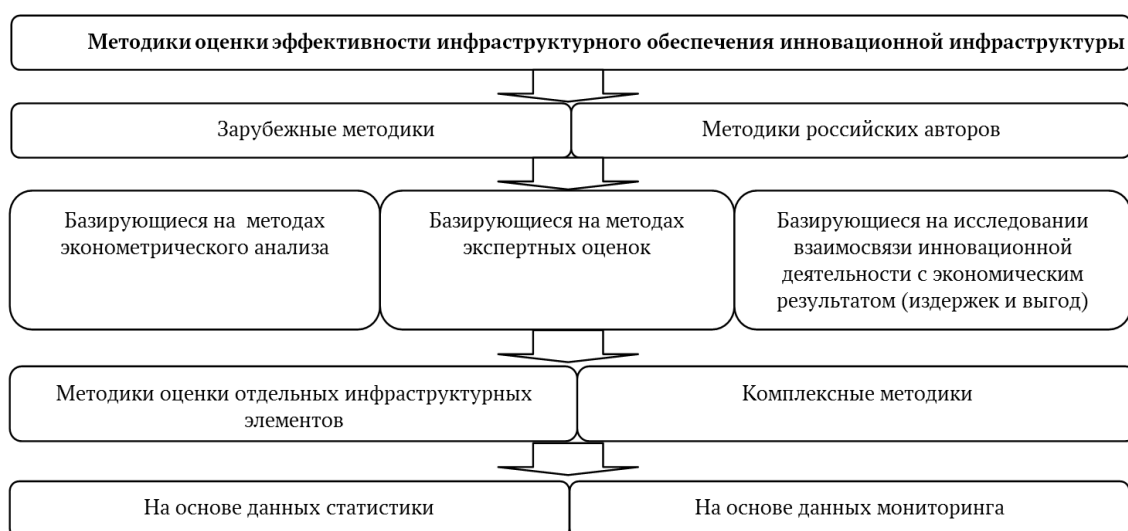 Методики оценки эффективности инфраструктурного обеспечения инновационной инфраструктуры
Зарубежные методики
Методики российских авторов
Базирующиеся на методах
эконометрического анализа
Базирующиеся на методах
экспертных оценок
Базирующиеся на исследовании
взаимосвязи инновационной
деятельности с экономическим
результатом (издержек и выгод)
Методики оценки отдельных инфраструктурных
элементов
Комплексные методики
На основе данных статистики
На основе данных мониторинга